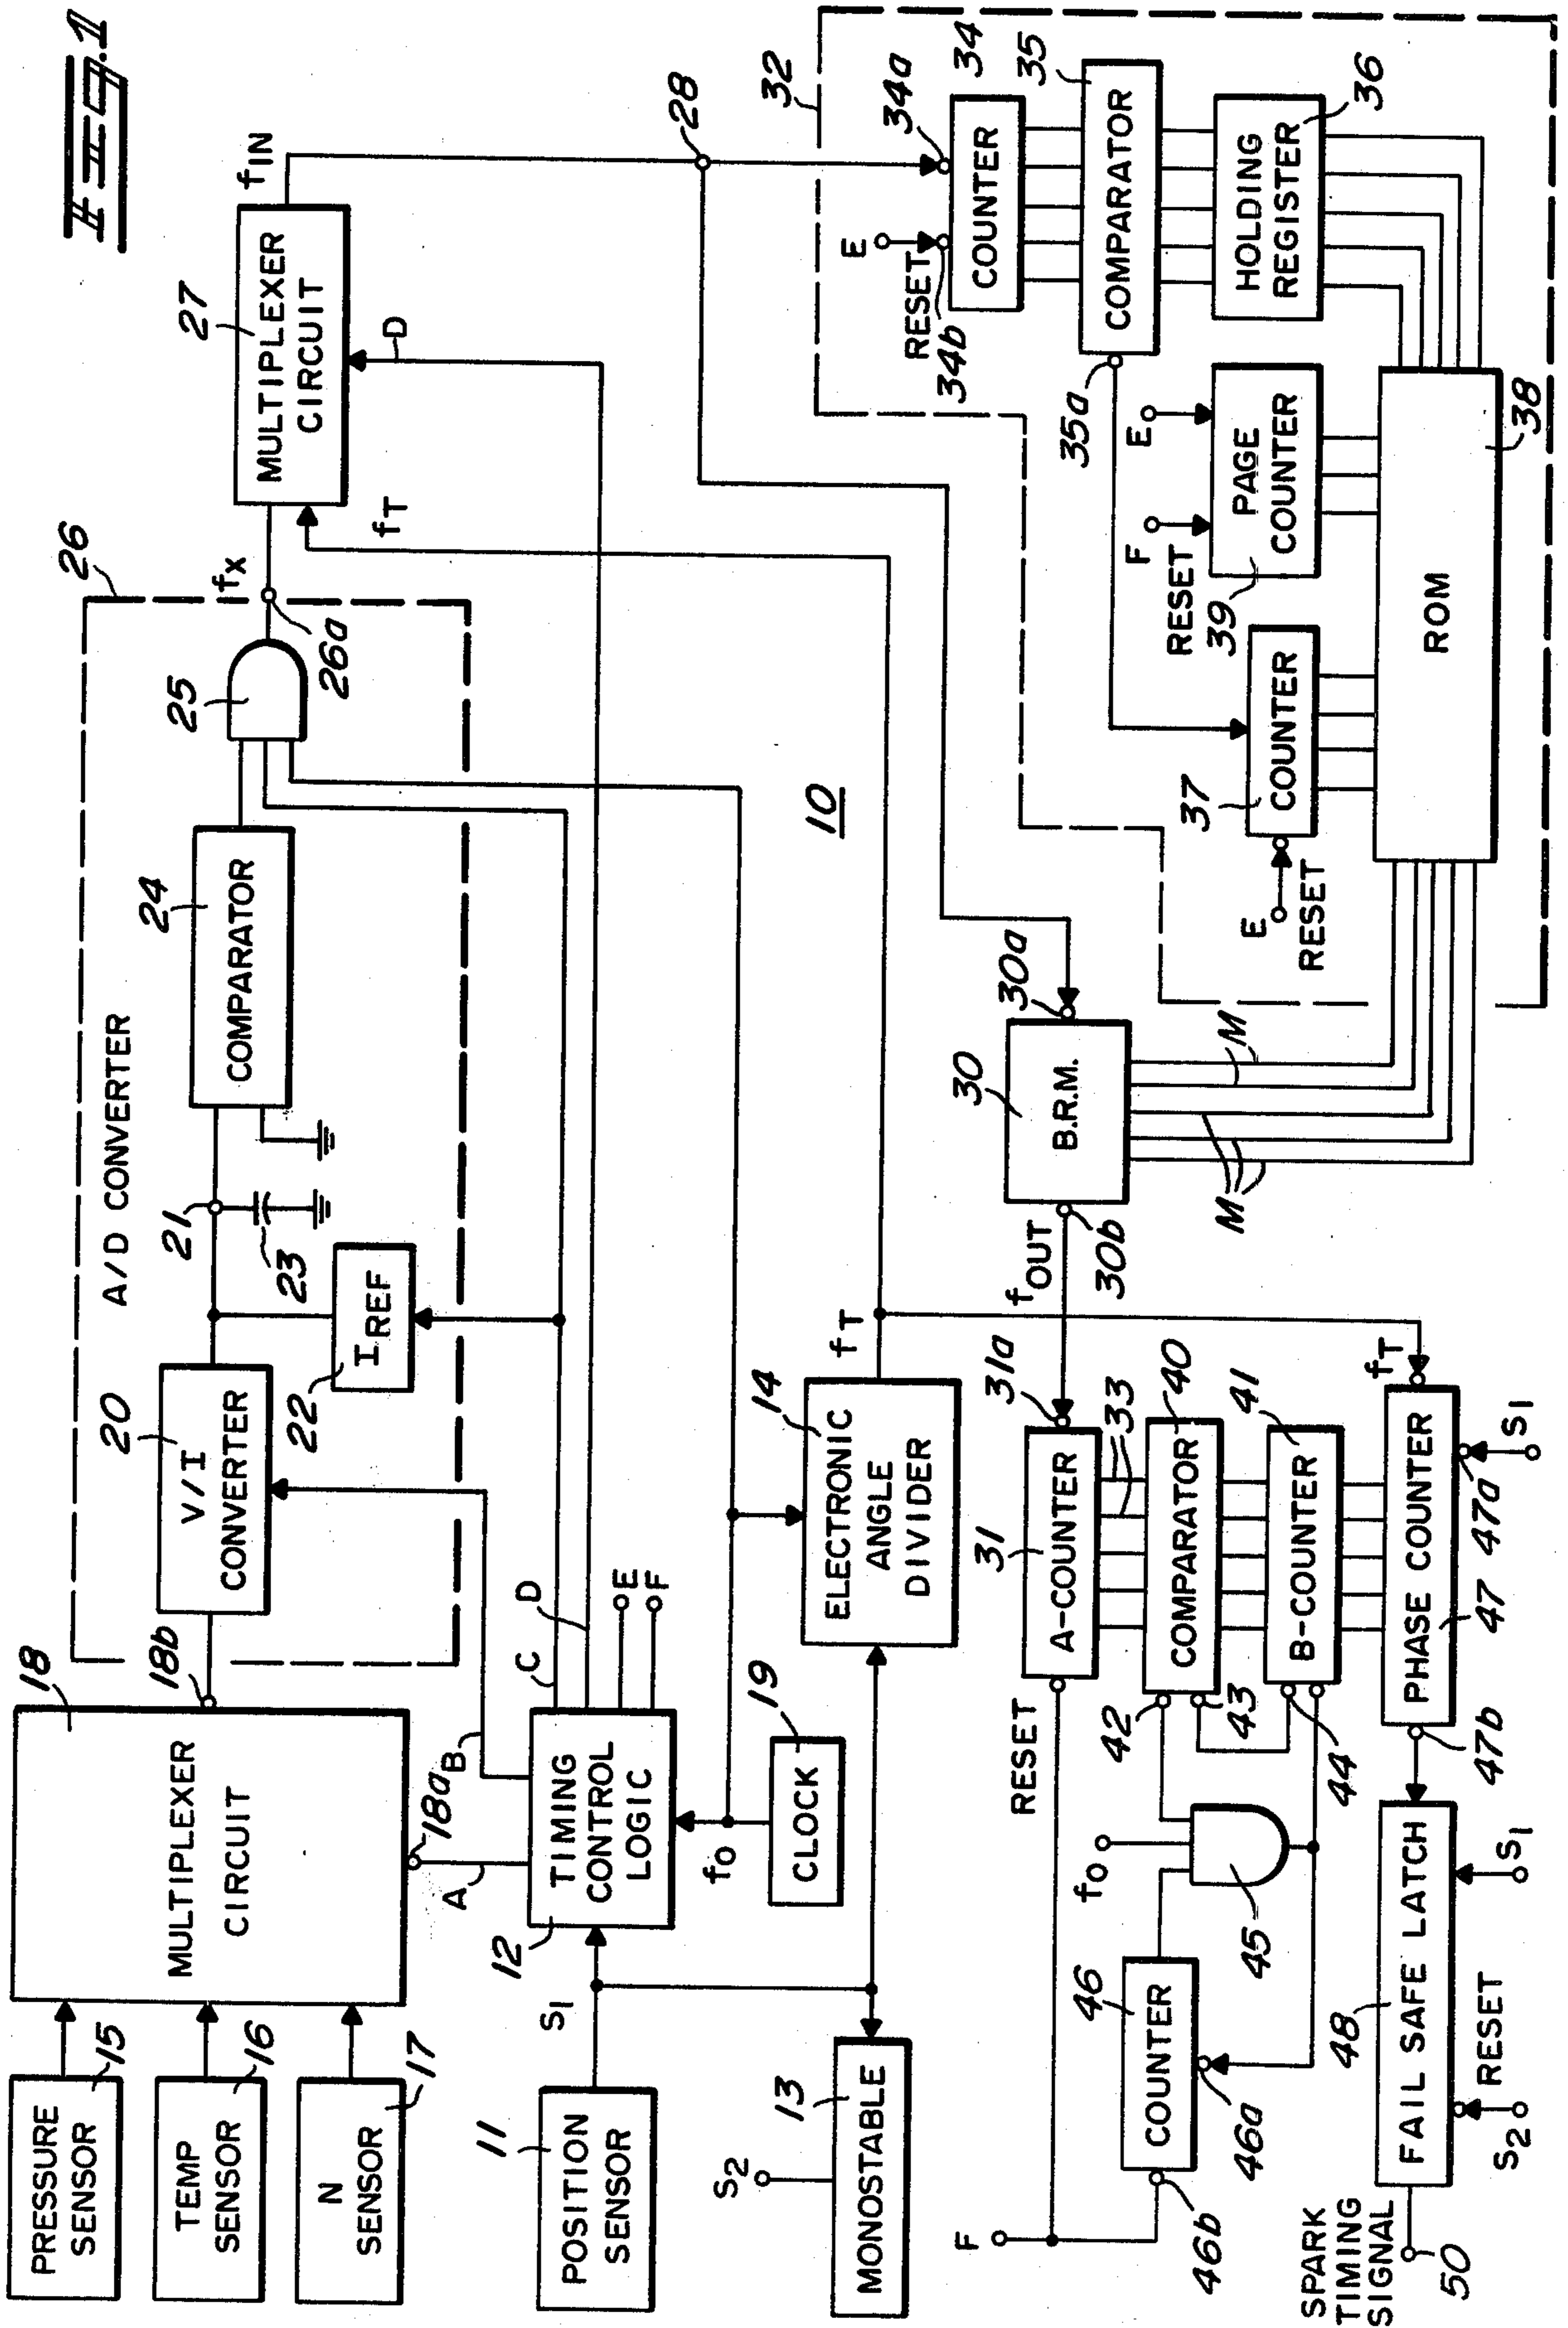 Fig. 1
PRESSURE
SENSOR
15
TEMP
SENSOR
16
N
SENSOR
17
MULTIPLEXER
CIRCUIT
18
18a
18b
A/D CONVERTER
V/I
CONVERTER
20
21
I REF
22
23
COMPARATOR
24
25
26
26a
fX
MULTIPLEXER
CIRCUIT
27
fIN
fT
D
28
POSITION
SENSOR
11
S1
TIMING
CONTROL
LOGIC
12
A
B
C
D
E
F
fO
CLOCK
19
MONOSTABLE
13
S2
ELECTRONIC
ANGLE
DIVIDER
14
fT
10
32
E
RESET
34b
34a
34
COUNTER
COMPARATOR
35
35a
HOLDING
REGISTER
36
F
RESET
E
PAGE
COUNTER
39
COUNTER
37
E
RESET
ROM
38
B.R.M.
30
30a
30b
M
M
fOUT
A-COUNTER
31
31a
RESET
33
COMPARATOR
40
42
43
B-COUNTER
41
44
F
fO
45
COUNTER
46
46a
46b
PHASE COUNTER
47
47a
47b
fT
S1
FAIL SAFE LATCH
48
S1
RESET
S2
SPARK
TIMING
SIGNAL
50